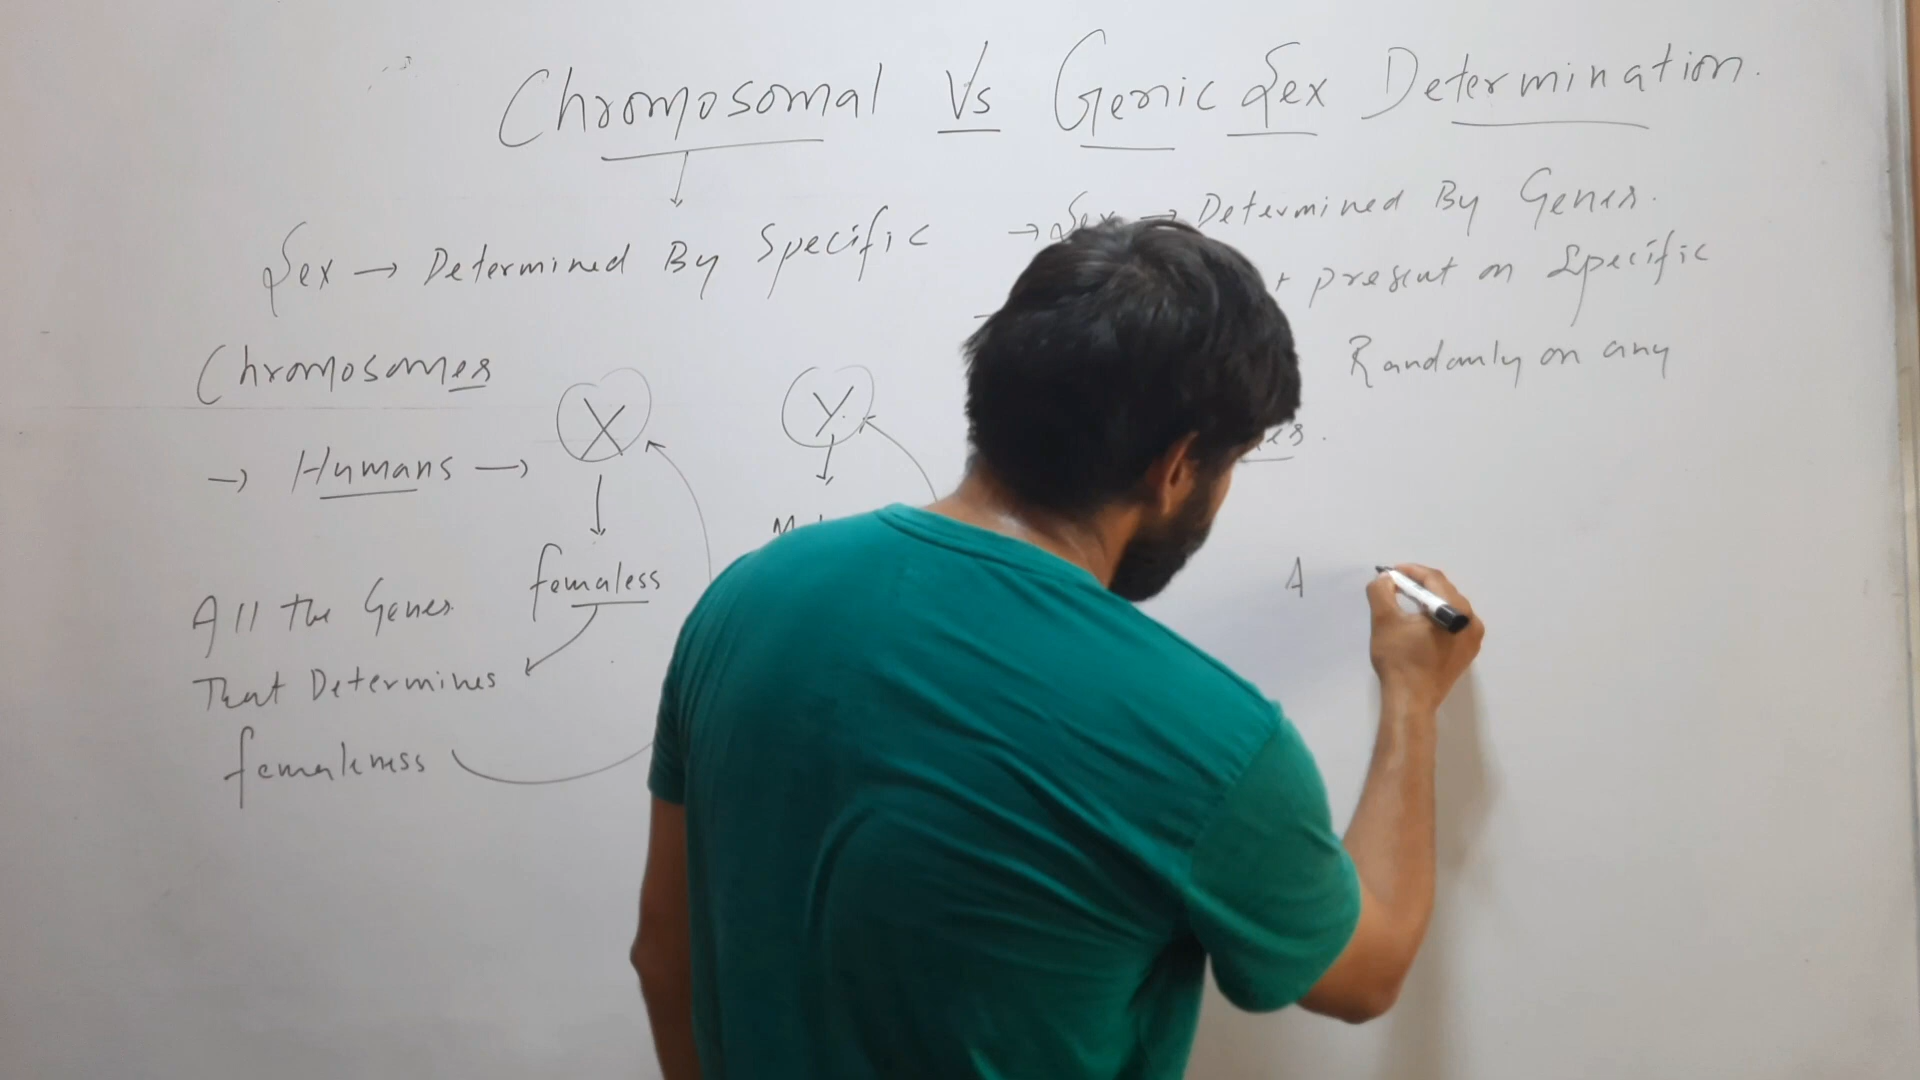 Chromosomal Vs Genic Sex Determination.
Sex → Determined By Specific
Chromosomes
→ Humans → X Y
femaless
All the Genes
That Determines
femaleness
→ Sex → Determined By Genes.
present on Specific
Randomly on any
A